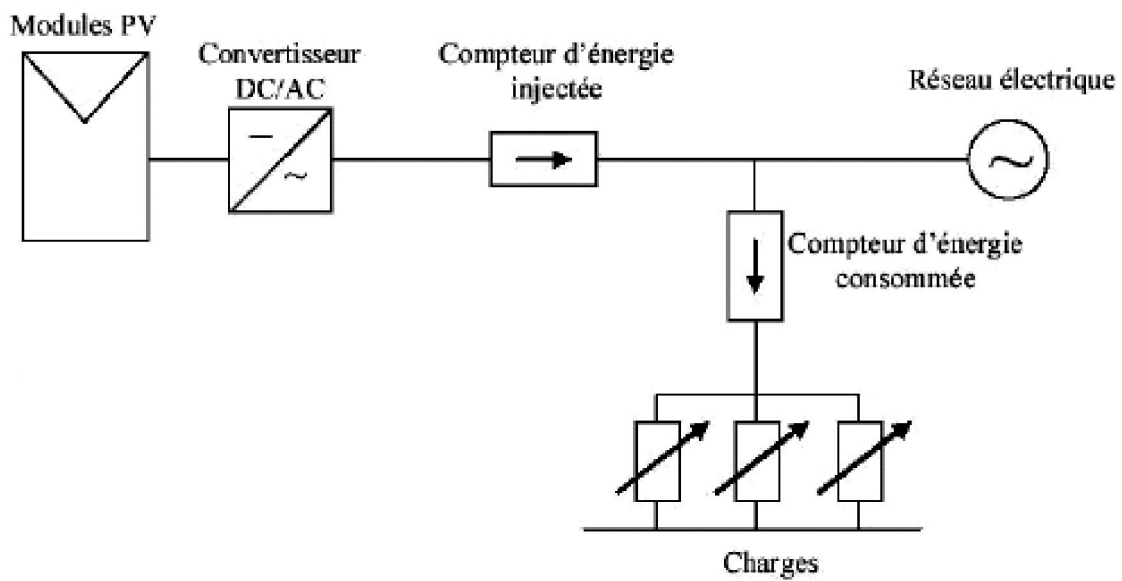 Modules PV
Convertisseur
DC/AC
Compteur d'énergie
injectée
Réseau électrique
Compteur d'énergie
consommée
Charges